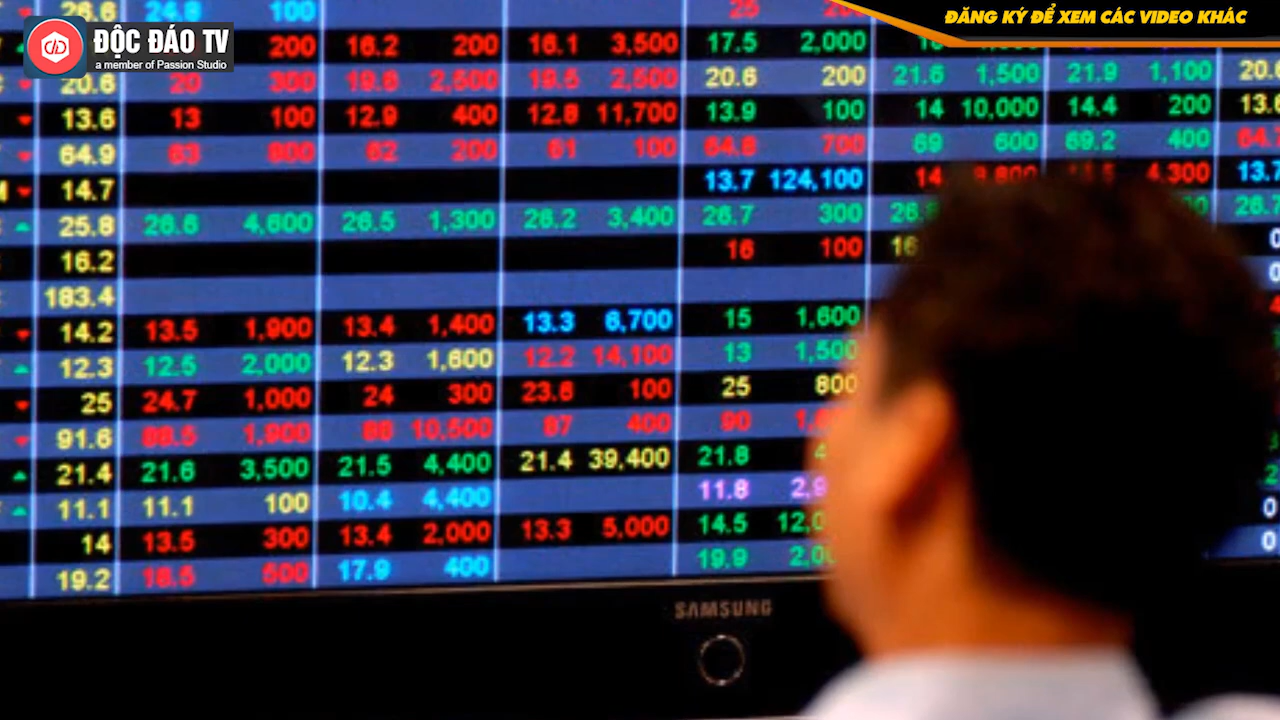 26.6 24.8 100 25
ĐỘC ĐÁO TV
a member of Passion Studio
ĐĂNG KÝ ĐỂ XEM CÁC VIDEO KHÁC
200 16.2 200 16.1 3,500 17.5 2,000
20.6 20 300 19.6 2,500 19.5 2,500 20.6 200 21.6 1,500 21.9 1,100
13.6 13 100 12.9 400 12.8 11,700 13.9 100 14 10,000 14.4 200
64.9 63 800 62 200 61 100 64.8 700 69 600 69.2 400
14.7 13.7 124,100 14 4,300 13.7
25.8 26.6 4,600 26.5 1,300 26.2 3,400 26.7 300 26.7
16.2 16 100 0
183.4 0
14.2 13.5 1,900 13.4 1,400 13.3 6,700 15 1,600
12.3 12.5 2,000 12.3 1,600 12.2 14,100 13 1,500
25 24.7 1,000 24 300 23.8 100 25 800
91.6 88.5 1,900 88 10,500 87 400 90
21.4 21.6 3,500 21.5 4,400 21.4 39,400 21.8
11.1 11.1 100 10.4 4,400 11.8 0
14 13.5 300 13.4 2,000 13.3 5,000 14.5 0
19.2 18.5 500 17.9 400 19.9
SAMSUNG